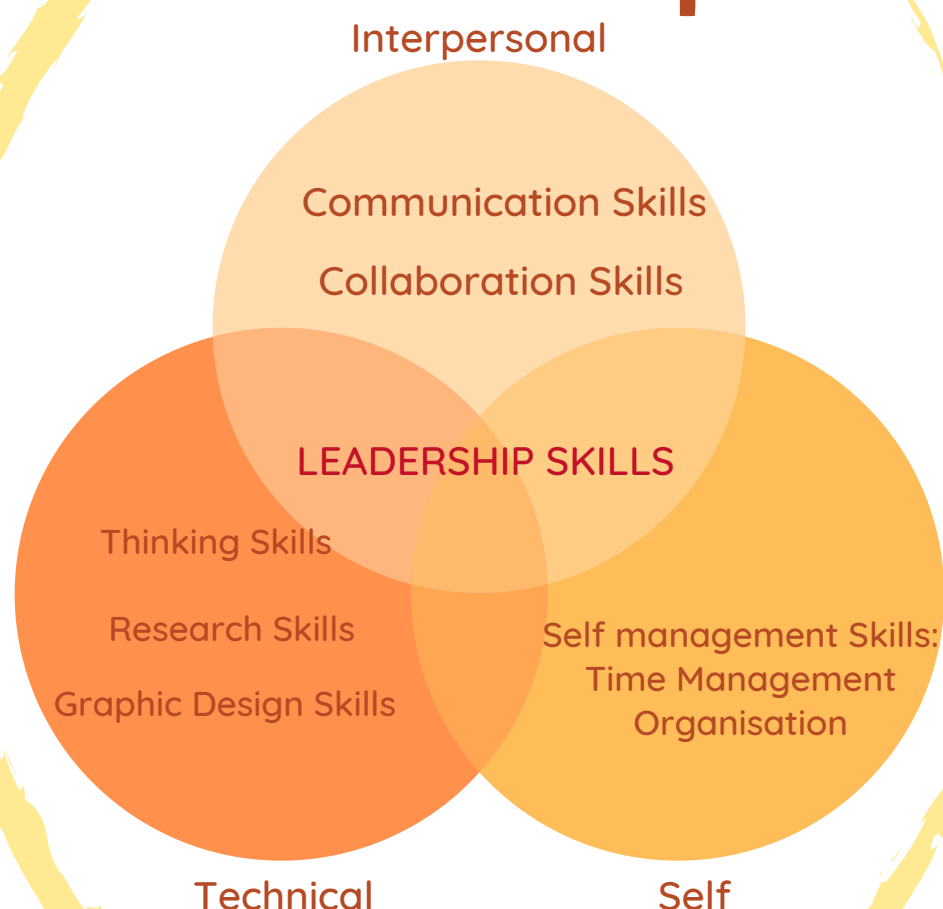 Interpersonal
Communication Skills
Collaboration Skills
LEADERSHIP SKILLS
Thinking Skills
Research Skills
Graphic Design Skills
Self management Skills:
Time Management
Organisation
Technical
Self